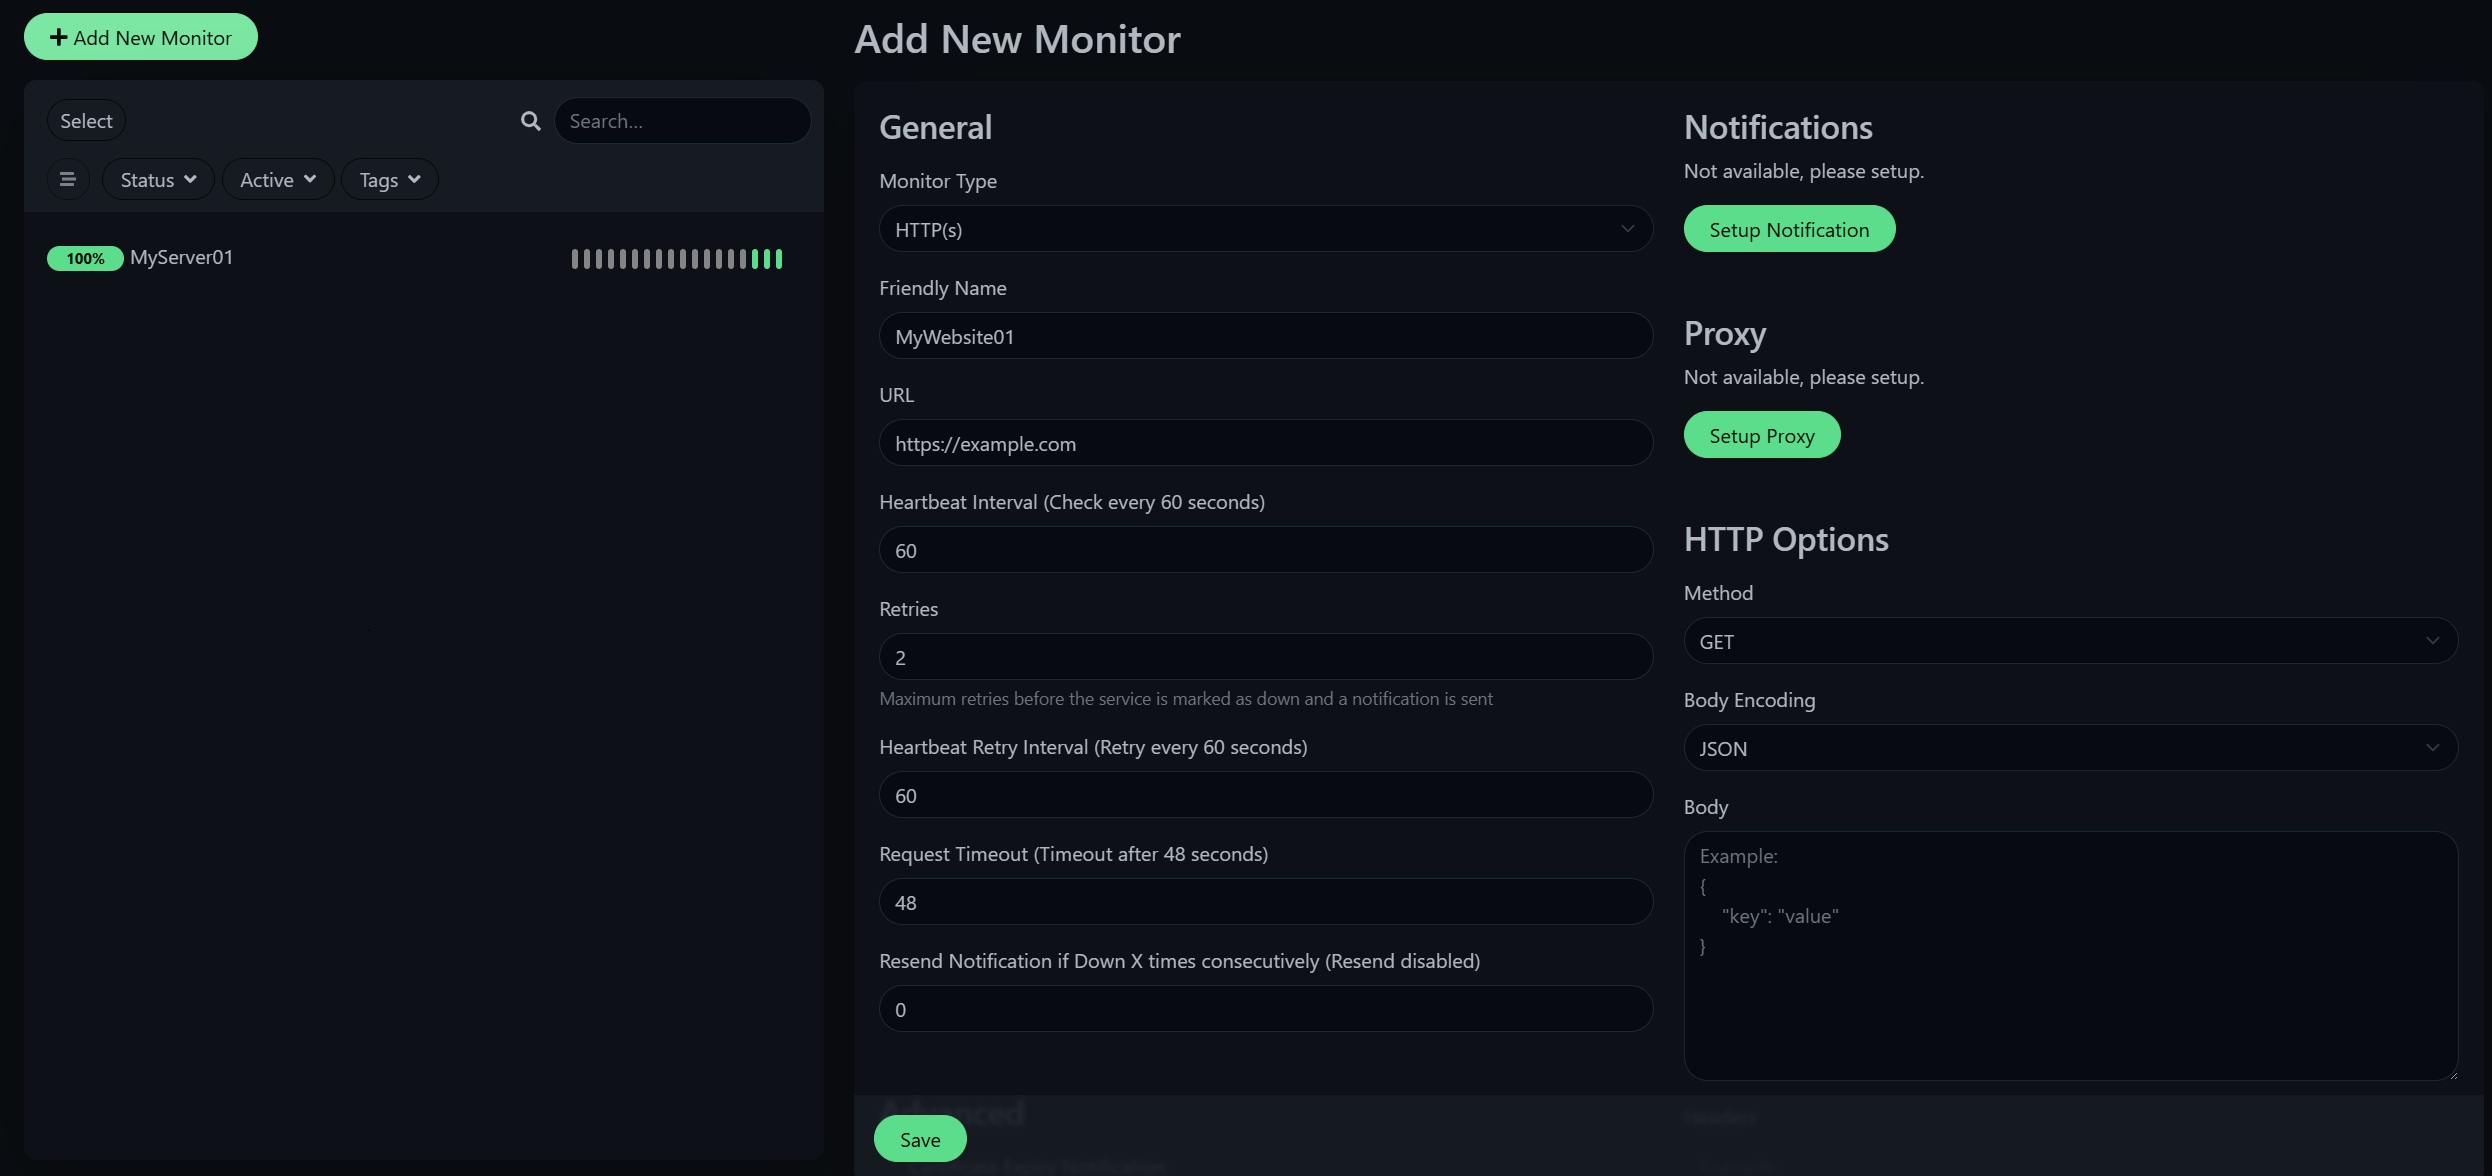 Add New Monitor
Select
Search...
Status
Active
Tags
100% MyServer01
Add New Monitor
General
Monitor Type
HTTP(s)
Friendly Name
MyWebsite01
URL
https://example.com
Heartbeat Interval (Check every 60 seconds)
60
Retries
2
Maximum retries before the service is marked as down and a notification is sent
Heartbeat Retry Interval (Retry every 60 seconds)
60
Request Timeout (Timeout after 48 seconds)
48
Resend Notification if Down X times consecutively (Resend disabled)
0
Advanced
Save
Certificate Expiry Notification
Notifications
Not available, please setup.
Setup Notification
Proxy
Not available, please setup.
Setup Proxy
HTTP Options
Method
GET
Body Encoding
JSON
Body
Example:
{
"key": "value"
}
Headers